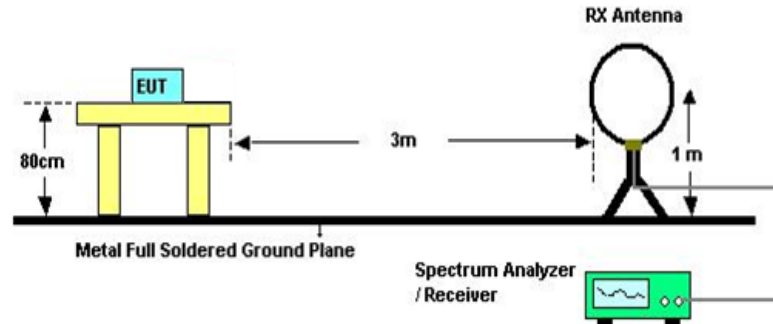 RX Antenna
EUT
3m
80cm
1 m
Metal Full Soldered Ground Plane
Spectrum Analyzer
/ Receiver